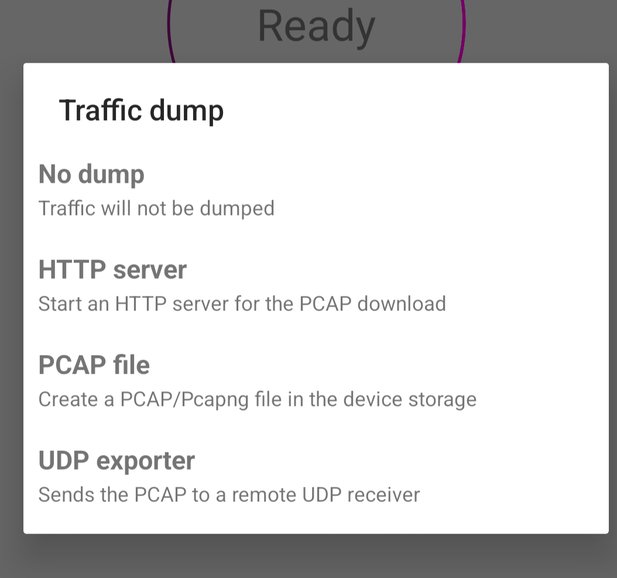 Ready
Traffic dump
No dump
Traffic will not be dumped
HTTP server
Start an HTTP server for the PCAP download
PCAP file
Create a PCAP/Pcapng file in the device storage
UDP exporter
Sends the PCAP to a remote UDP receiver